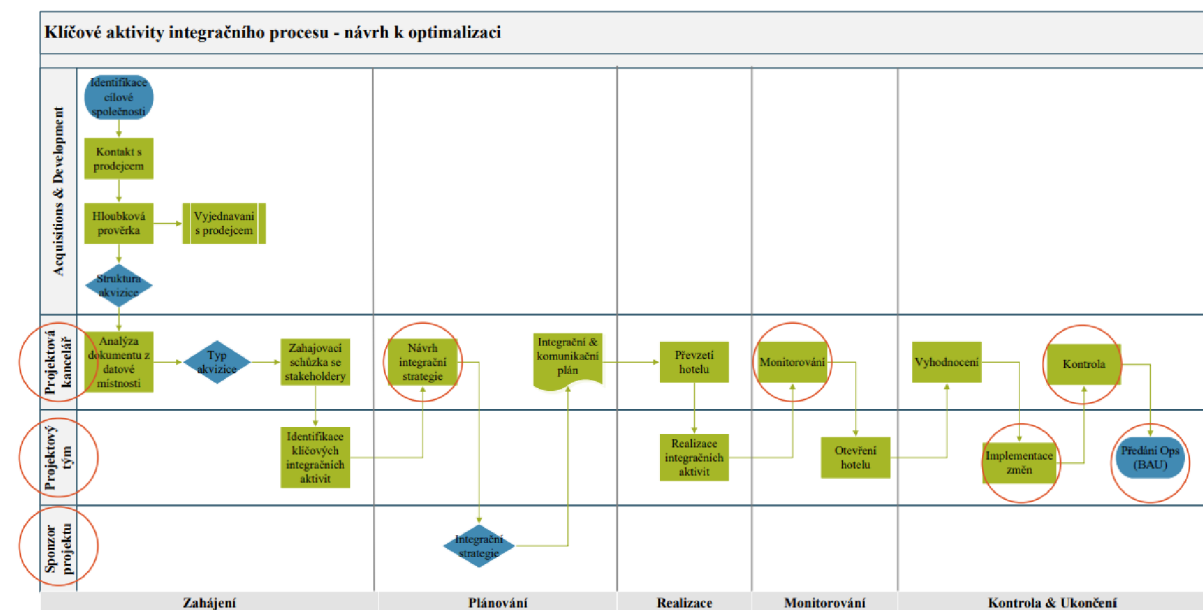 Klíčové aktivity integračního procesu - návrh k optimalizaci
Acquisitions & Development
Identifikace
cílové
společnosti
Kontakt s
prodejcem
Hloubková
prověrka
Vyjednavani
s prodejcem
Struktura
akvizice
Projektová
kancelář
Analýza
dokumentu z
datové
místnosti
Typ
akvizice
Zahajovací
schůzka se
stakeholdery
Návrh
integrační
strategie
Integrační &
komunikační
plán
Převzetí
hotelu
Monitorování
Vyhodnocení
Kontrola
Projektový
tým
Identifikace
klíčových
integračních
aktivit
Realizace
integračních
aktivit
Otevření
hotelu
Implementace
změn
Předání Ops
(BAU)
Sponzor
projektu
Integrační
strategie
Zahájení
Plánování
Realizace
Monitorování
Kontrola & Ukončení